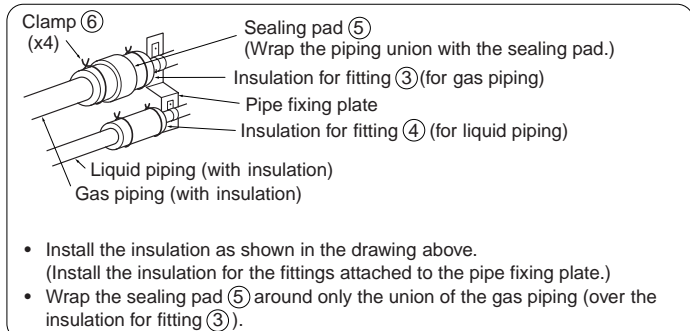 Clamp ⑥
(x4)
Sealing pad ⑤
(Wrap the piping union with the sealing pad.)
Insulation for fitting ③ (for gas piping)
Pipe fixing plate
Insulation for fitting ④ (for liquid piping)
Liquid piping (with insulation)
Gas piping (with insulation)
• Install the insulation as shown in the drawing above.
(Install the insulation for the fittings attached to the pipe fixing plate.)
• Wrap the sealing pad ⑤ around only the union of the gas piping (over the
insulation for fitting ③).